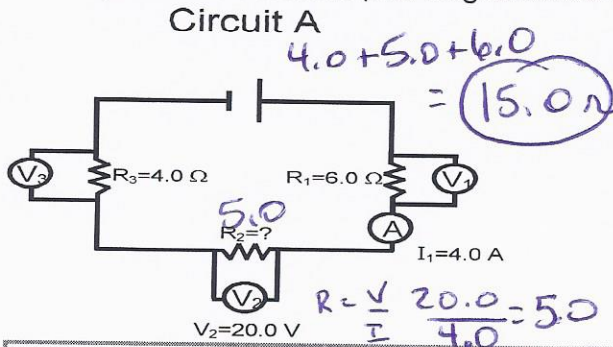 Circuit A
4.0+5.0+6.0
= 15.0 Ω
V₃
R₃=4.0 Ω
R₁=6.0 Ω
V₁
5.0
R₂=?
A
I₁=4.0 A
V₂
V₂=20.0 V
R = V/I 20.0/4.0 = 5.0